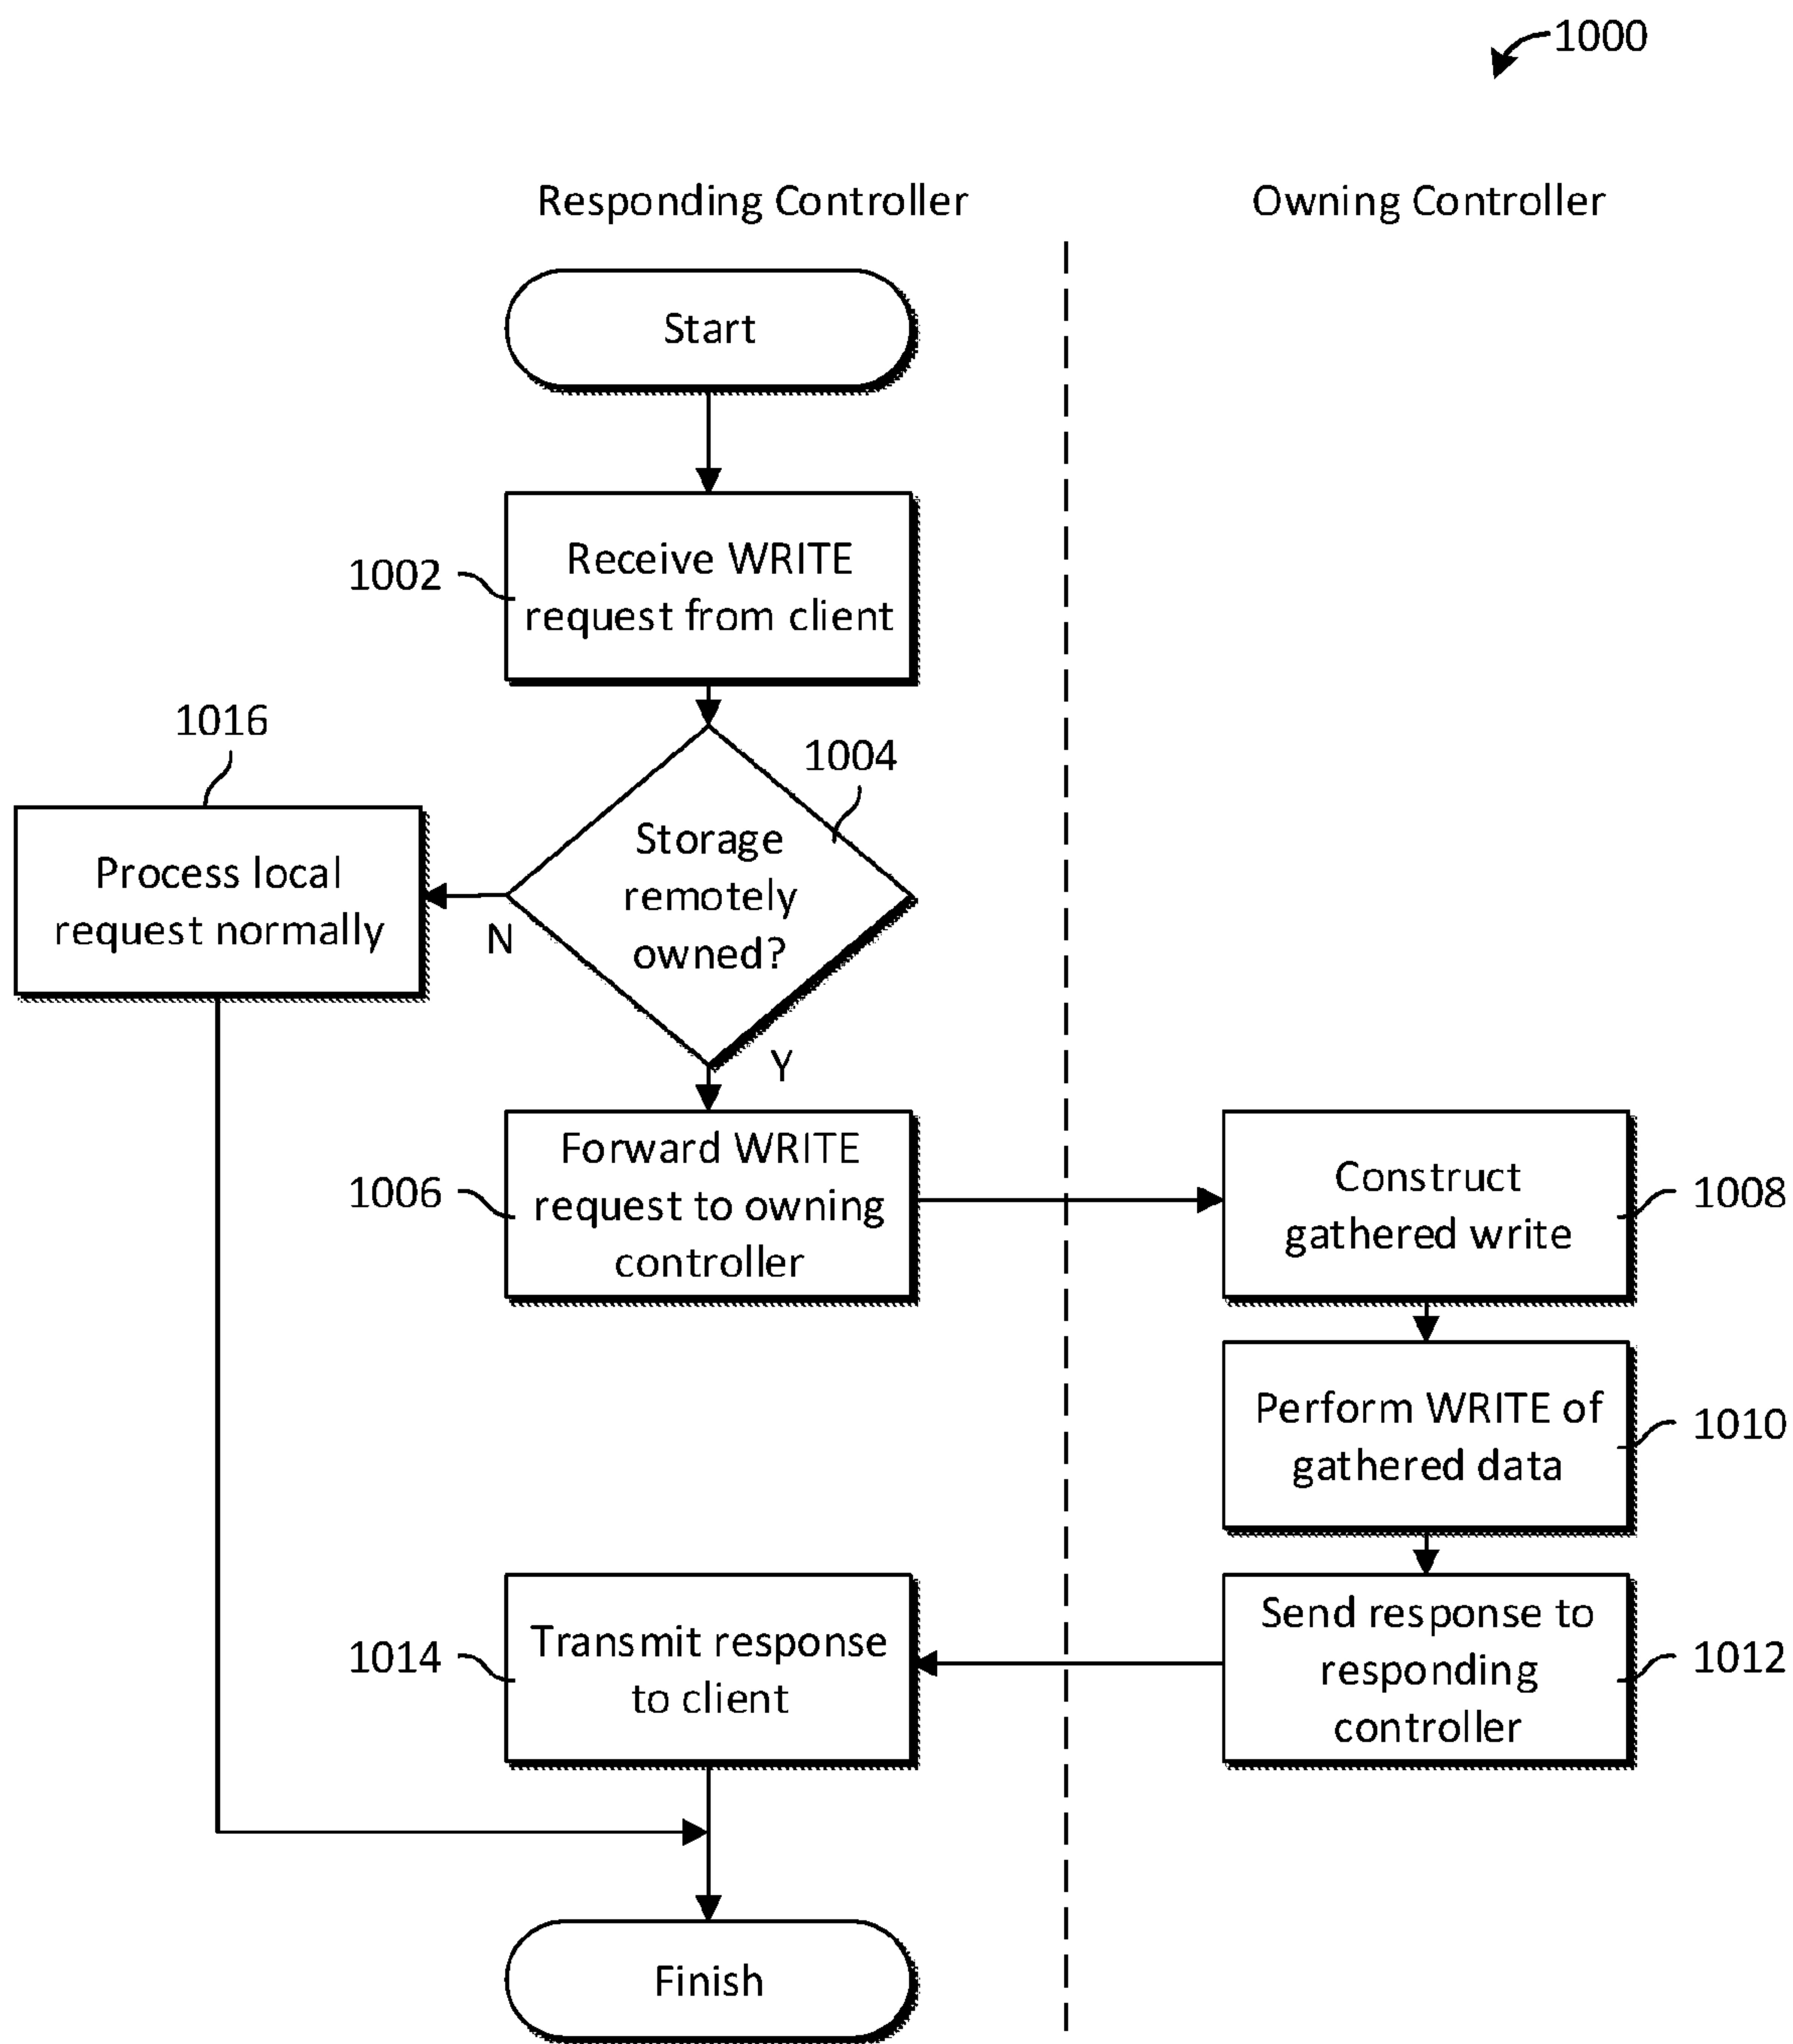 1000
Responding Controller
Owning Controller
Start
Receive WRITE
request from client
1002
1016
1004
Storage
remotely
owned?
Process local
request normally
N
Y
Forward WRITE
request to owning
controller
1006
Construct
gathered write
1008
Perform WRITE of
gathered data
1010
Send response to
responding
controller
1012
Transmit response
to client
1014
Finish